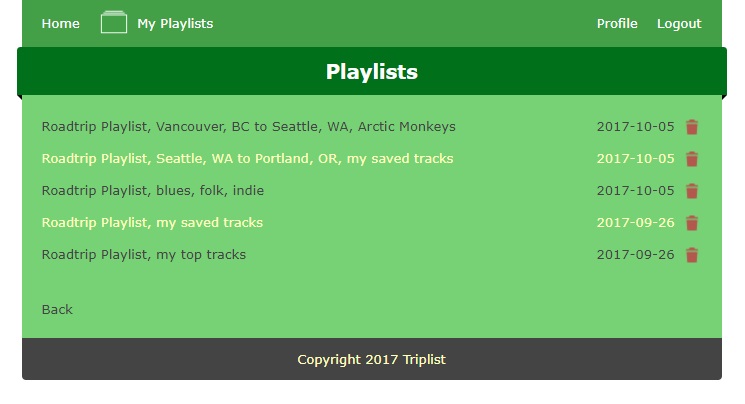 Home My Playlists Profile Logout
Playlists
Roadtrip Playlist, Vancouver, BC to Seattle, WA, Arctic Monkeys 2017-10-05
Roadtrip Playlist, Seattle, WA to Portland, OR, my saved tracks 2017-10-05
Roadtrip Playlist, blues, folk, indie 2017-10-05
Roadtrip Playlist, my saved tracks 2017-09-26
Roadtrip Playlist, my top tracks 2017-09-26
Back
Copyright 2017 Triplist